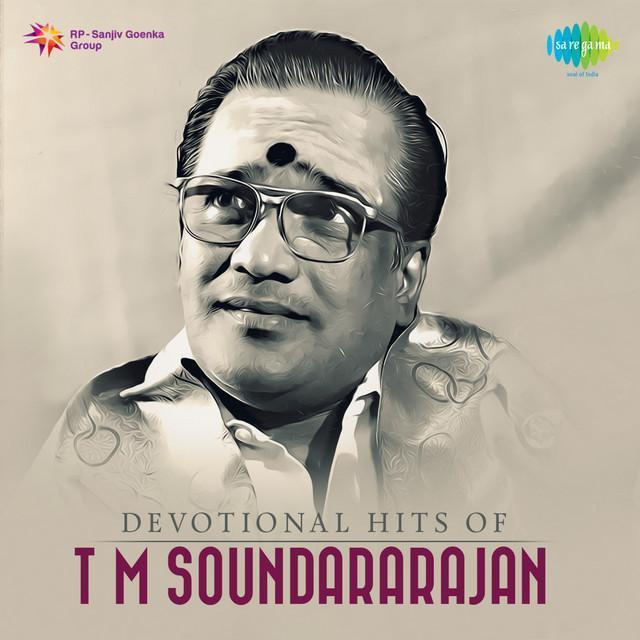 RP-Sanjiv Goenka
Group
sa re ga ma
soul of India
DEVOTIONAL HITS OF
T M SOUNDARARAJAN